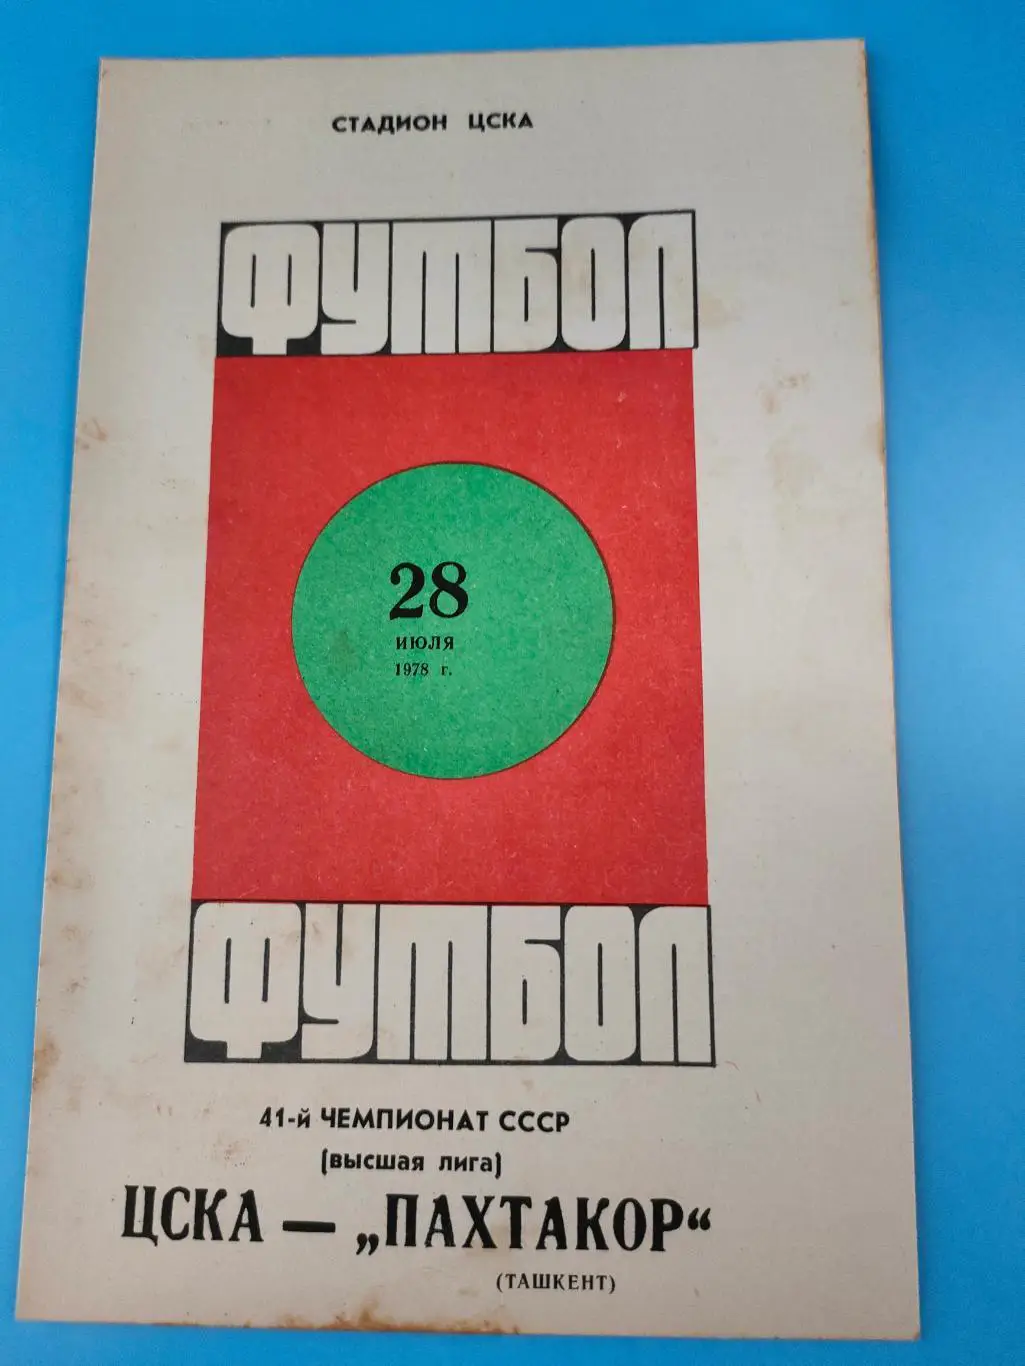 СТАДИОН ЦСКА
ФУТБОЛ
28
ИЮЛЯ
1978 г.
ФУТБОЛ
41-й ЧЕМПИОНАТ СССР
(высшая лига)
ЦСКА — „ПАХТАКОР“
(ТАШКЕНТ)